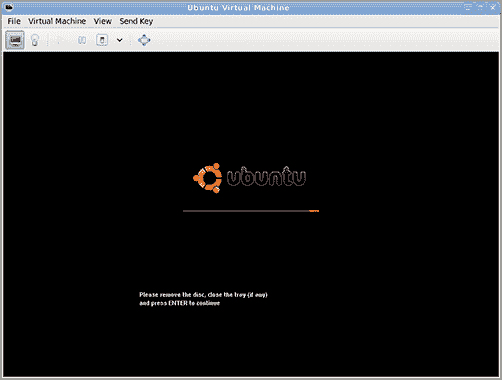 Ubuntu Virtual Machine
File Virtual Machine View Send Key
ubuntu
Please remove the disc, close the tray (if any)
and press ENTER to continue